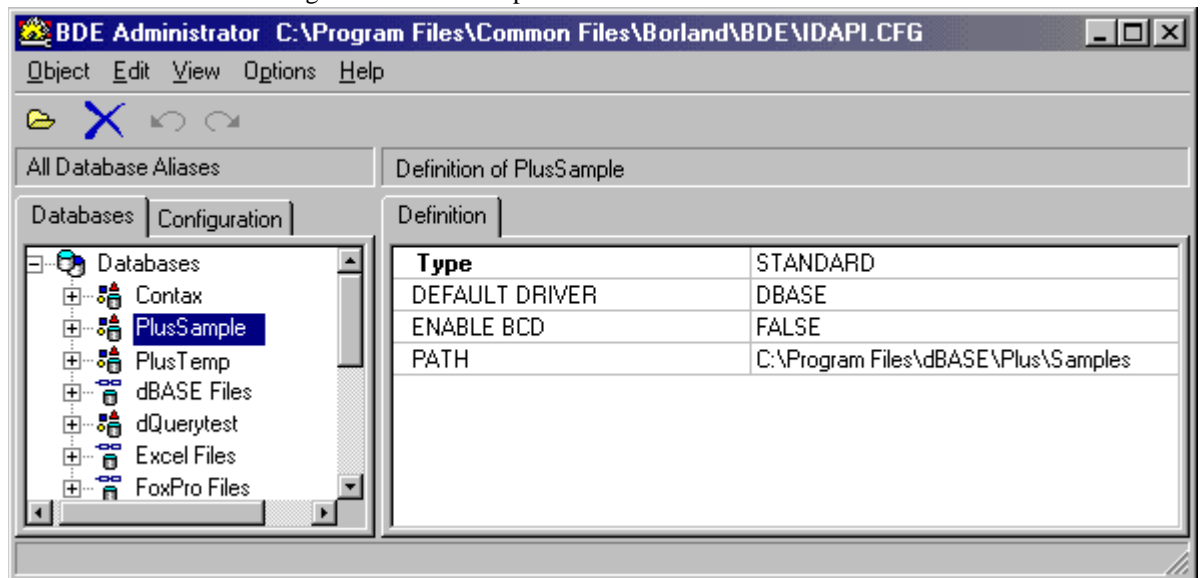 BDE Administrator C:\Program Files\Common Files\Borland\BDE\IDAPI.CFG
Object Edit View Options Help
All Database Aliases
Definition of PlusSample
Databases Configuration
Definition
Databases
Contax
PlusSample
PlusTemp
dBASE Files
dQuerytest
Excel Files
FoxPro Files
Type STANDARD
DEFAULT DRIVER DBASE
ENABLE BCD FALSE
PATH C:\Program Files\dBASE\Plus\Samples